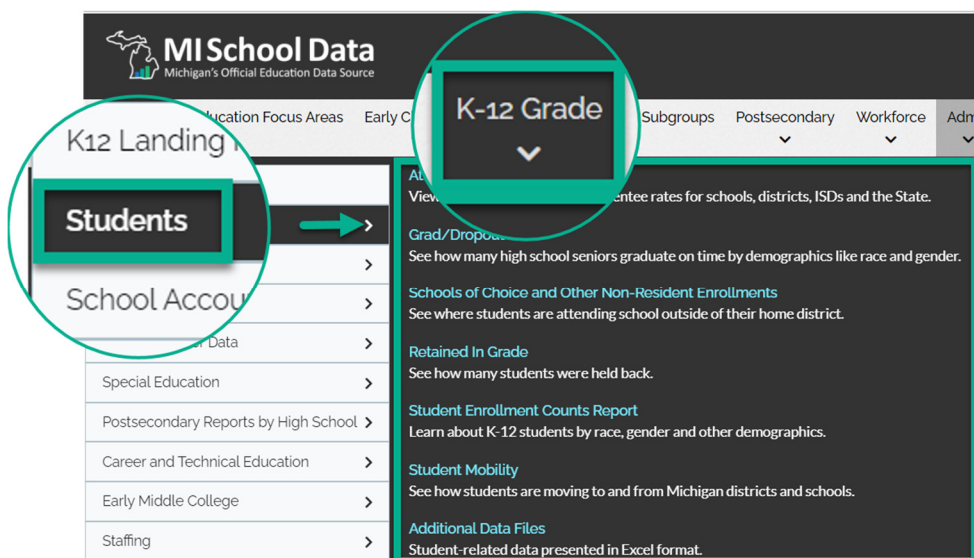 MI School Data
Michigan's Official Education Data Source
Education Focus Areas
K-12 Grade
Subgroups
Postsecondary
Workforce
K12 Landing
Students
School Accou
Data
Special Education
Postsecondary Reports by High School
Career and Technical Education
Early Middle College
Staffing
View entee rates for schools, districts, ISDs and the State.
Grad/Dropou
See how many high school seniors graduate on time by demographics like race and gender.
Schools of Choice and Other Non-Resident Enrollments
See where students are attending school outside of their home district.
Retained In Grade
See how many students were held back.
Student Enrollment Counts Report
Learn about K-12 students by race, gender and other demographics.
Student Mobility
See how students are moving to and from Michigan districts and schools.
Additional Data Files
Student-related data presented in Excel format.